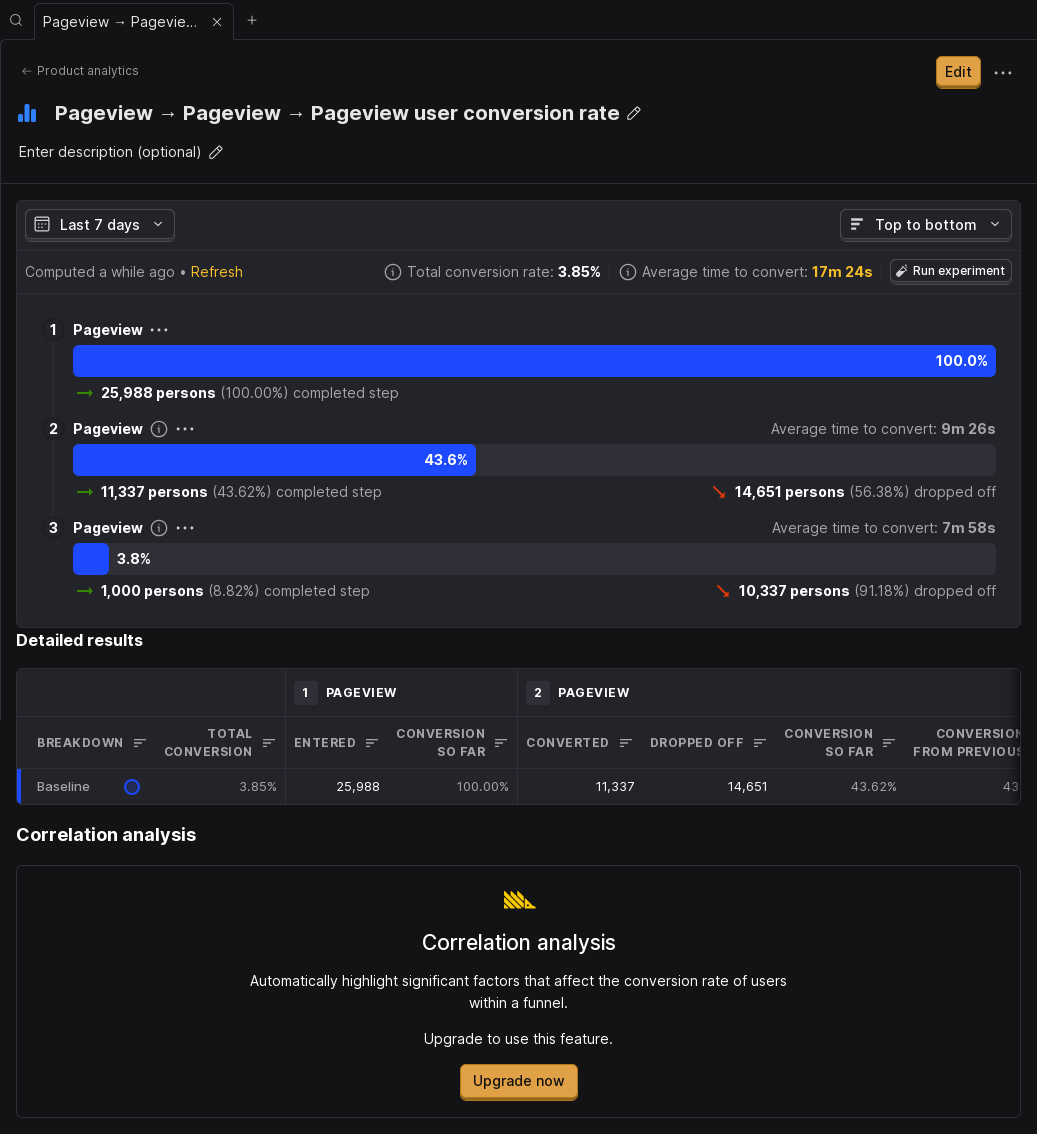 Pageview → Pagevie...
Product analytics
Edit
Pageview → Pageview → Pageview user conversion rate
Enter description (optional)
Last 7 days
Top to bottom
Computed a while ago • Refresh
Total conversion rate: 3.85%
Average time to convert: 17m 24s
Run experiment
1 Pageview
100.0%
→ 25,988 persons (100.00%) completed step
2 Pageview
Average time to convert: 9m 26s
43.6%
→ 11,337 persons (43.62%) completed step
14,651 persons (56.38%) dropped off
3 Pageview
Average time to convert: 7m 58s
3.8%
→ 1,000 persons (8.82%) completed step
10,337 persons (91.18%) dropped off
Detailed results
1 PAGEVIEW
2 PAGEVIEW
BREAKDOWN
TOTAL
CONVERSION
ENTERED
CONVERSION
SO FAR
CONVERTED
DROPPED OFF
CONVERSION
SO FAR
CONVERSION
FROM PREVIOUS
Baseline
3.85%
25,988
100.00%
11,337
14,651
43.62%
43
Correlation analysis
Correlation analysis
Automatically highlight significant factors that affect the conversion rate of users
within a funnel.
Upgrade to use this feature.
Upgrade now